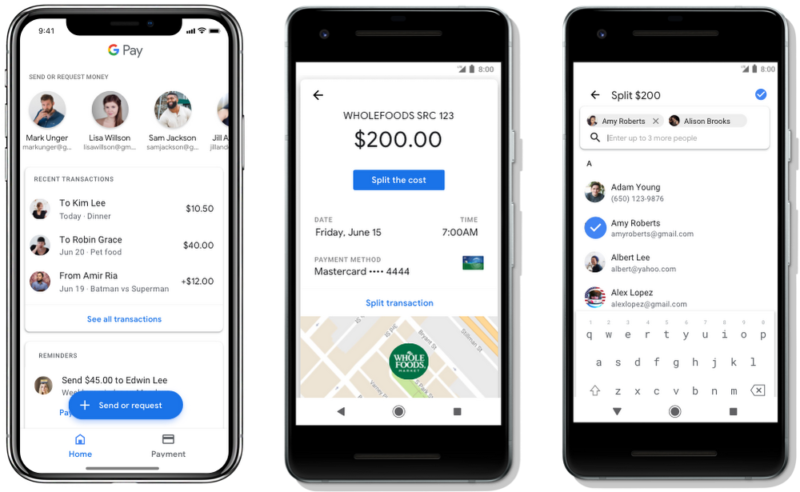 9:41
G Pay
SEND OR REQUEST MONEY
Mark Unger
markunger@g...
Lisa Willson
lisawillson@gm...
Sam Jackson
samjackson@g...
Jill A
jilland
RECENT TRANSACTIONS
To Kim Lee
Today · Dinner
$10.50
To Robin Grace
Jun 20 · Pet food
$40.00
From Amir Ria
Jun 19 · Batman vs Superman
+$12.00
See all transactions
REMINDERS
Send $45.00 to Edwin Lee
+ Send or request
Home
Payment
8:00
WHOLEFOODS SRC 123
$200.00
Split the cost
DATE
Friday, June 15
TIME
7:00AM
PAYMENT METHOD
Mastercard •••• 4444
Split transaction
WHOLE
FOODS
MARKET
8:00
Split $200
Amy Roberts
Alison Brooks
Enter up to 3 more people
A
Adam Young
(650) 123-9876
Amy Roberts
amyroberts@gmail.com
Albert Lee
albert@yahoo.com
Alex Lopez
alexlopez@gmail.com
1 2 3 4 5 6 7 8 9 0
q w e r t y u i o p
a s d f g h j k l
z x c v b n m